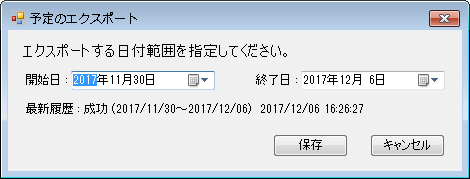 予定のエクスポート
エクスポートする日付範囲を指定してください。
開始日： 2017年11月30日 終了日： 2017年12月 6日
最新履歴：成功 (2017/11/30～2017/12/06) 2017/12/06 16:26:27
保存 キャンセル